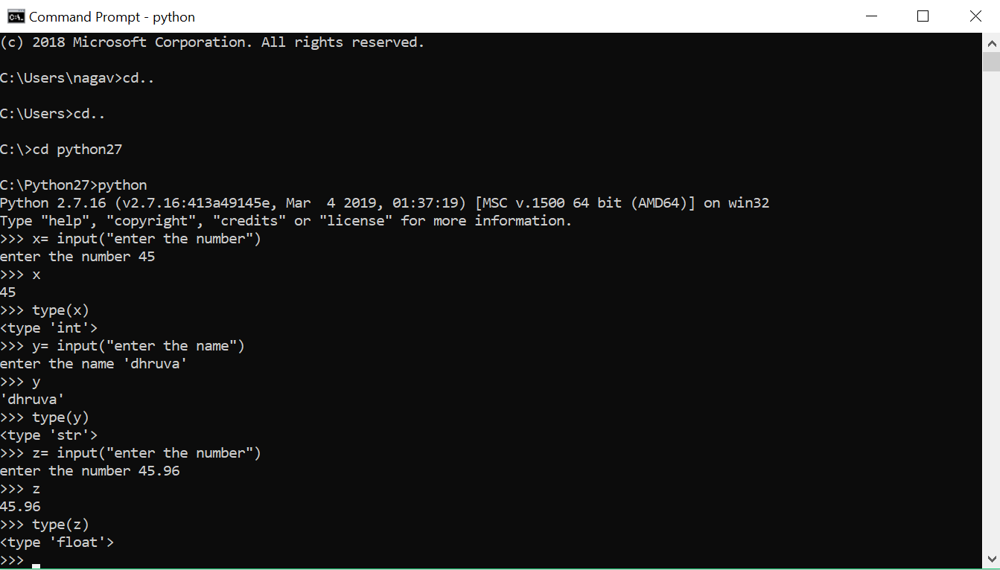 Command Prompt - python
(c) 2018 Microsoft Corporation. All rights reserved.
C:\Users\nagav>cd..
C:\Users>cd..
C:\>cd python27
C:\Python27>python
Python 2.7.16 (v2.7.16:413a49145e, Mar  4 2019, 01:37:19) [MSC v.1500 64 bit (AMD64)] on win32
Type "help", "copyright", "credits" or "license" for more information.
>>> x= input("enter the number")
enter the number 45
>>> x
45
>>> type(x)
<type 'int'>
>>> y= input("enter the name")
enter the name 'dhruva'
>>> y
'dhruva'
>>> type(y)
<type 'str'>
>>> z= input("enter the number")
enter the number 45.96
>>> z
45.96
>>> type(z)
<type 'float'>
>>>